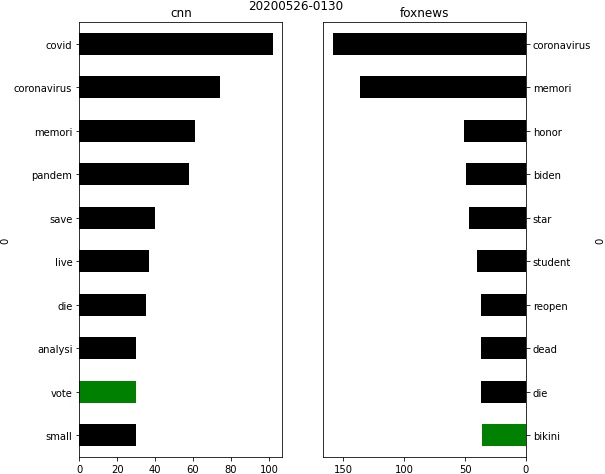 20200526-0130
cnn
foxnews
covid
coronavirus
memori
pandem
save
live
die
analysi
vote
small
0
0 20 40 60 80 100
coronavirus
memori
honor
biden
star
student
reopen
dead
die
bikini
0
150 100 50 0